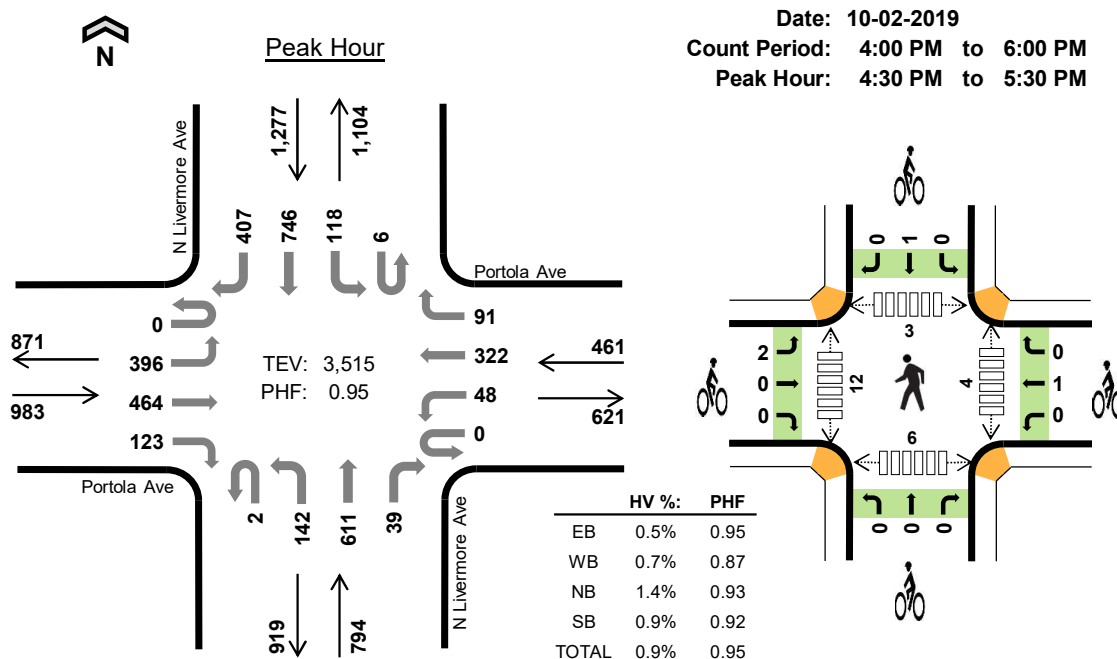 Date: 10-02-2019
Count Period: 4:00 PM to 6:00 PM
Peak Hour: 4:30 PM to 5:30 PM
N
Peak Hour
N Livermore Ave
1,277
1,104
407
746
118
6
Portola Ave
0
91
871
396
TEV: 3,515
322
461
464
PHF: 0.95
48
983
621
123
0
Portola Ave
2
142
611
39
N Livermore Ave
919
794
HV %: PHF
EB 0.5% 0.95
WB 0.7% 0.87
NB 1.4% 0.93
SB 0.9% 0.92
TOTAL 0.9% 0.95
0 1 0
3
2
0
0
12
4
0
1
0
6
0 0 0